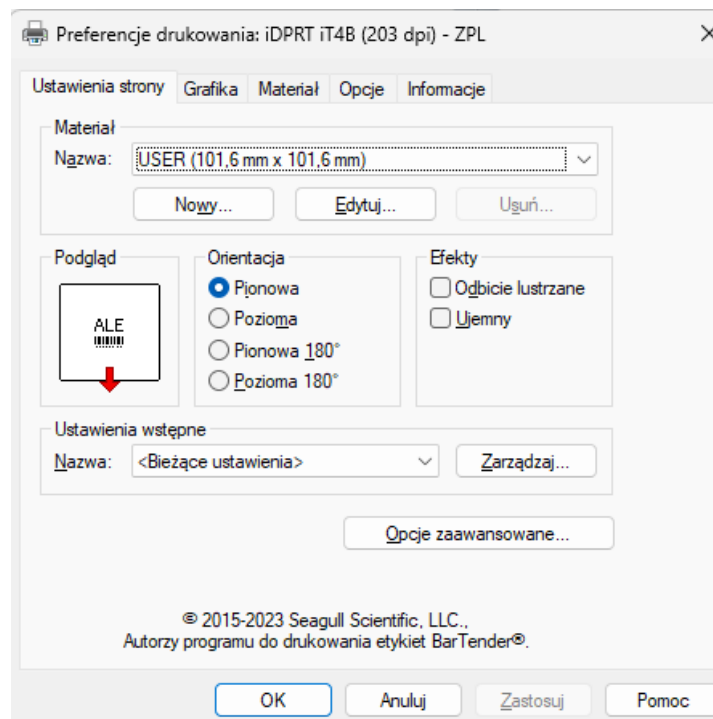 Preferencje drukowania: iDPRT iT4B (203 dpi) - ZPL
Ustawienia strony Grafika Materiał Opcje Informacje
Materiał
Nazwa: USER (101,6 mm x 101,6 mm)
Nowy... Edytuj... Usuń...
Podgląd Orientacja Efekty
ALE
Pionowa
Pozioma
Pionowa 180°
Pozioma 180°
Odbicie lustrzane
Ujemny
Ustawienia wstępne
Nazwa: <Bieżące ustawienia> Zarządzaj...
Opcje zaawansowane...
© 2015-2023 Seagull Scientific, LLC.,
Autorzy programu do drukowania etykiet BarTender®.
OK Anuluj Zastosuj Pomoc